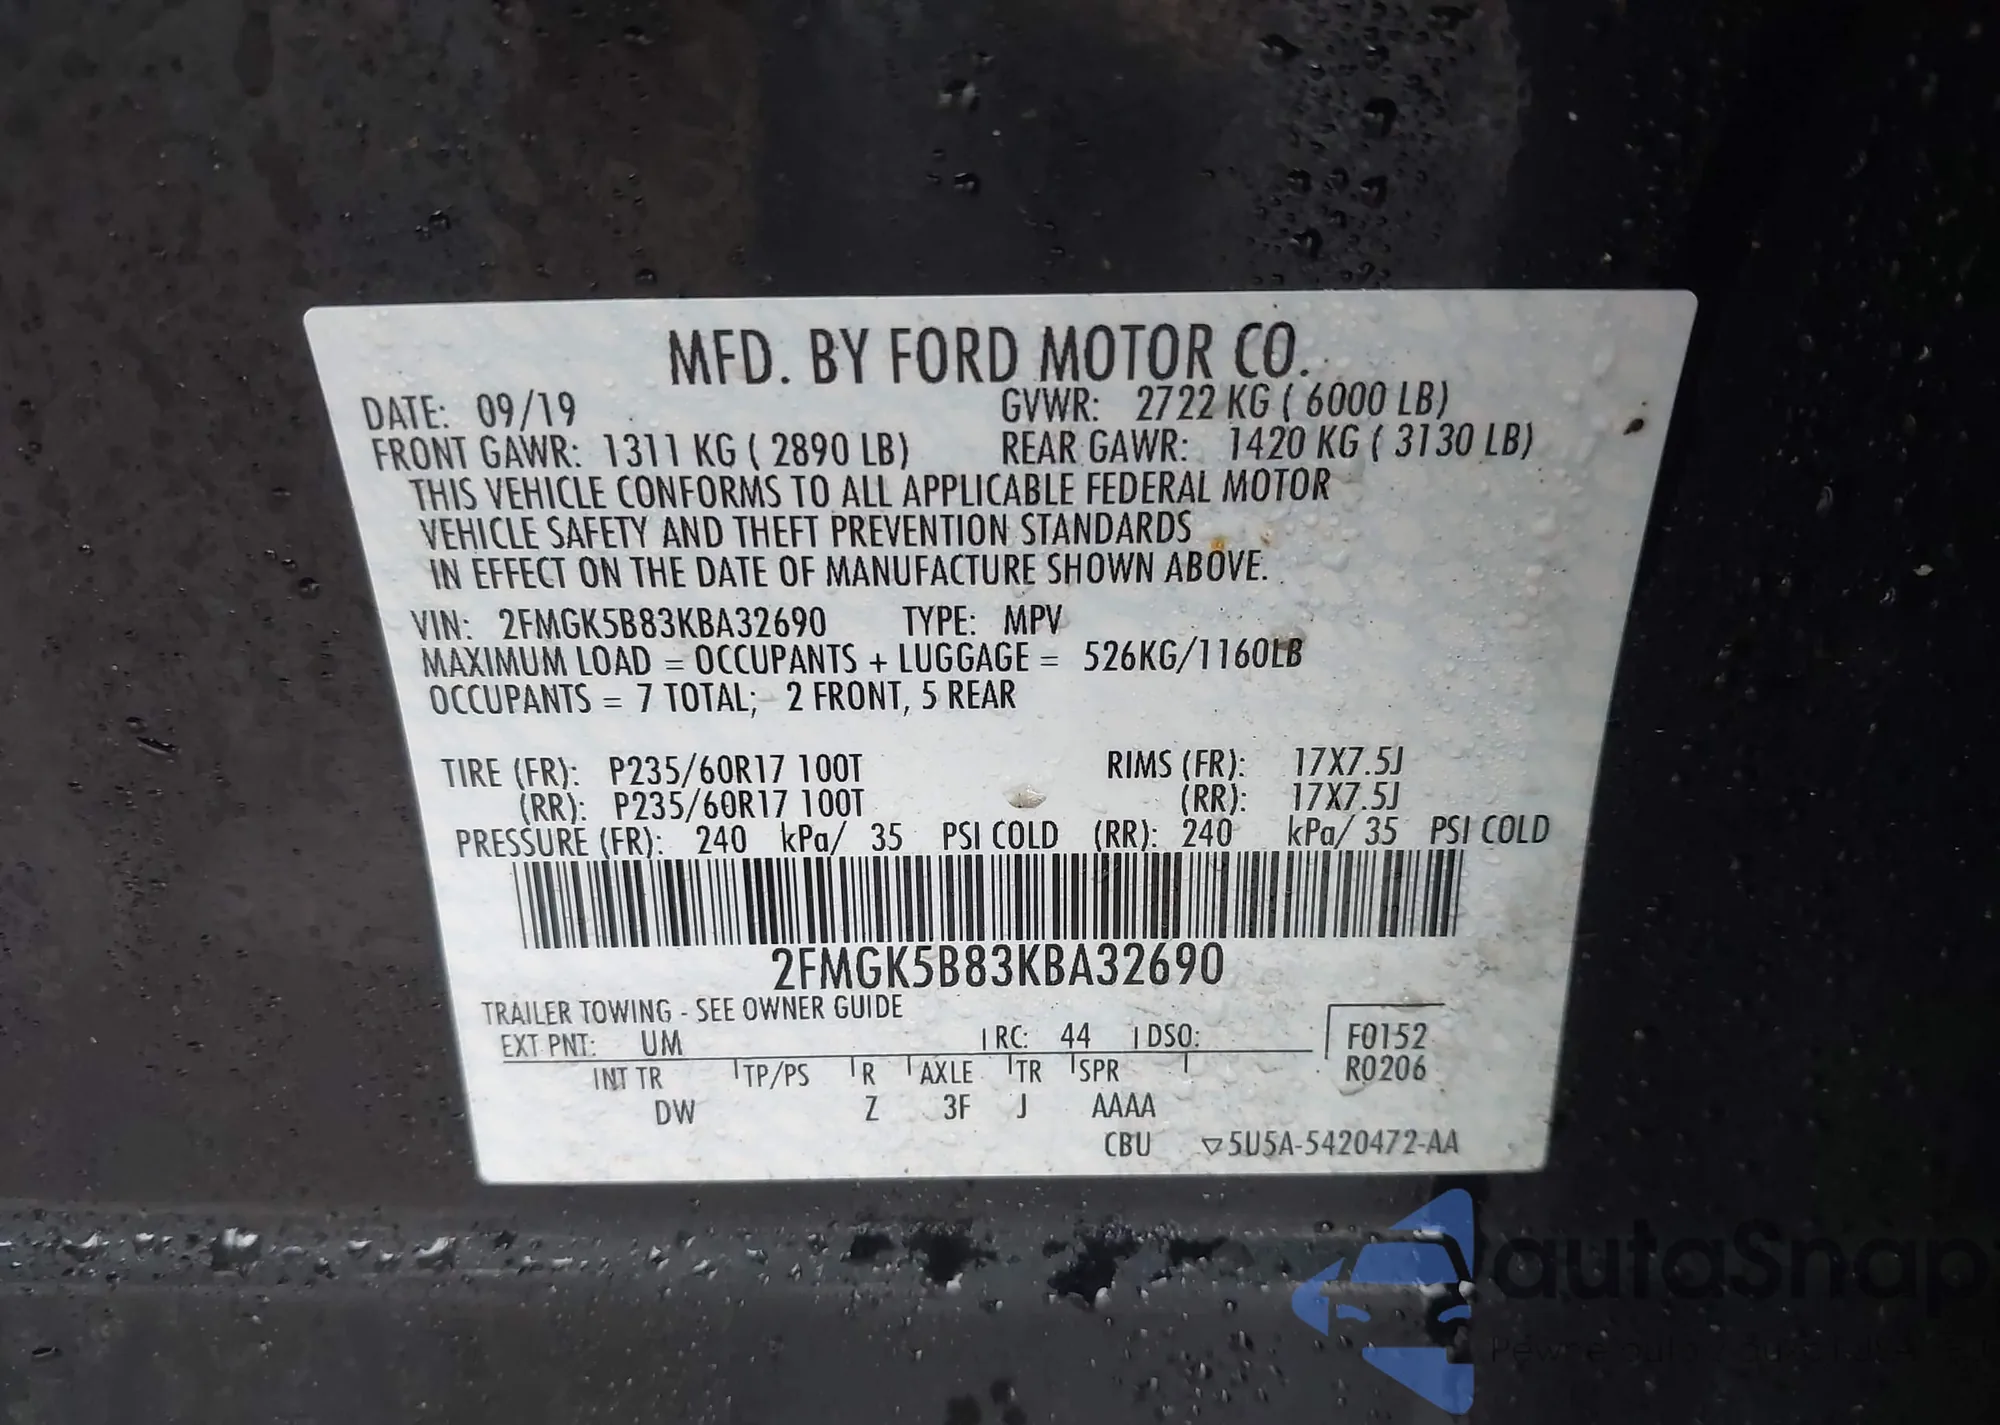 MFD. BY FORD MOTOR CO.
DATE: 09/19 GVWR: 2722 KG ( 6000 LB)
FRONT GAWR: 1311 KG ( 2890 LB) REAR GAWR: 1420 KG ( 3130 LB)
THIS VEHICLE CONFORMS TO ALL APPLICABLE FEDERAL MOTOR
VEHICLE SAFETY AND THEFT PREVENTION STANDARDS
IN EFFECT ON THE DATE OF MANUFACTURE SHOWN ABOVE.
VIN: 2FMGK5B83KBA32690 TYPE: MPV
MAXIMUM LOAD = OCCUPANTS + LUGGAGE = 526KG/1160LB
OCCUPANTS = 7 TOTAL; 2 FRONT, 5 REAR
TIRE (FR): P235/60R17 100T RIMS (FR): 17X7.5J
(RR): P235/60R17 100T (RR): 17X7.5J
PRESSURE (FR): 240 kPa/ 35 PSI COLD (RR): 240 kPa/ 35 PSI COLD
2FMGK5B83KBA32690
TRAILER TOWING - SEE OWNER GUIDE
EXT PNT: UM RC: 44 DSO: F0152
INT TR TP/PS R AXLE TR SPR R0206
DW Z 3F J AAAA
CBU 5U5A-5420472-AA
autaSnap
Pewne auta